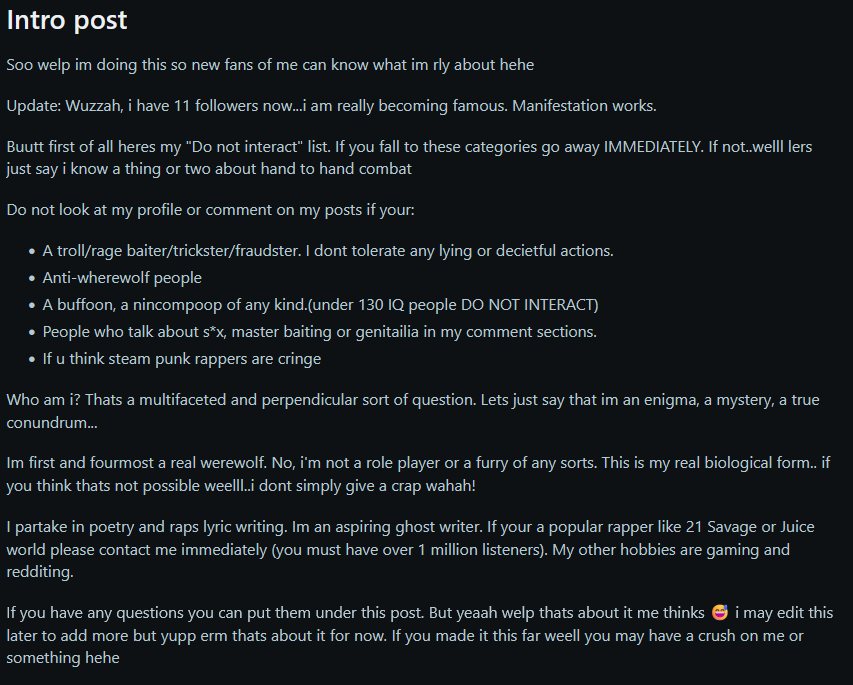 Intro post
Soo welp im doing this so new fans of me can know what im rly about hehe
Update: Wuzzah, i have 11 followers now...i am really becoming famous. Manifestation works.
Buutt first of all heres my "Do not interact" list. If you fall to these categories go away IMMEDIATELY. If not..welll lers
just say i know a thing or two about hand to hand combat
Do not look at my profile or comment on my posts if your:
• A troll/rage baiter/trickster/fraudster. I dont tolerate any lying or decietful actions.
• Anti-wherewolf people
• A buffoon, a nincompoop of any kind.(under 130 IQ people DO NOT INTERACT)
• People who talk about s*x, master baiting or genitailia in my comment sections.
• If u think steam punk rappers are cringe
Who am i? Thats a multifaceted and perpendicular sort of question. Lets just say that im an enigma, a mystery, a true
conundrum...
Im first and fourmost a real werewolf. No, i'm not a role player or a furry of any sorts. This is my real biological form.. if
you think thats not possible weelll..i dont simply give a crap wahah!
I partake in poetry and raps lyric writing. Im an aspiring ghost writer. If your a popular rapper like 21 Savage or Juice
world please contact me immediately (you must have over 1 million listeners). My other hobbies are gaming and
redditing.
If you have any questions you can put them under this post. But yeaah welp thats about it me thinks 😅 i may edit this
later to add more but yupp erm thats about it for now. If you made it this far weell you may have a crush on me or
something hehe